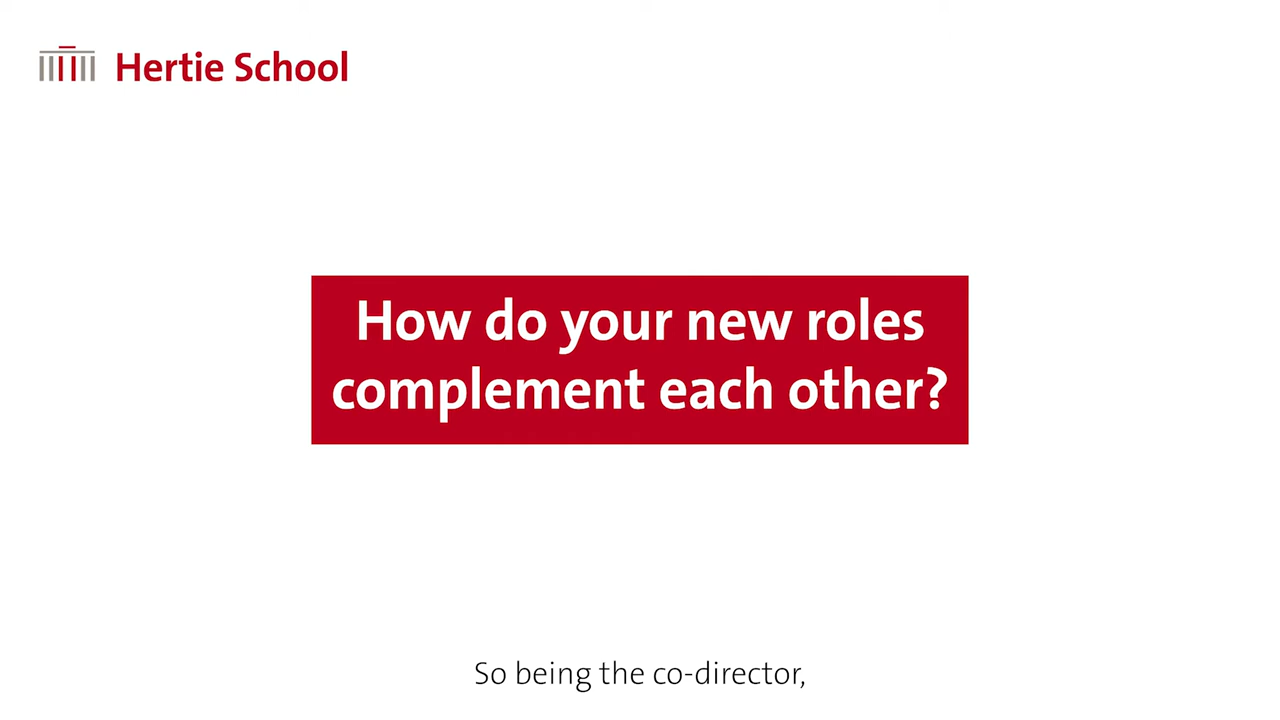 Hertie School
How do your new roles
complement each other?
So being the co-director,